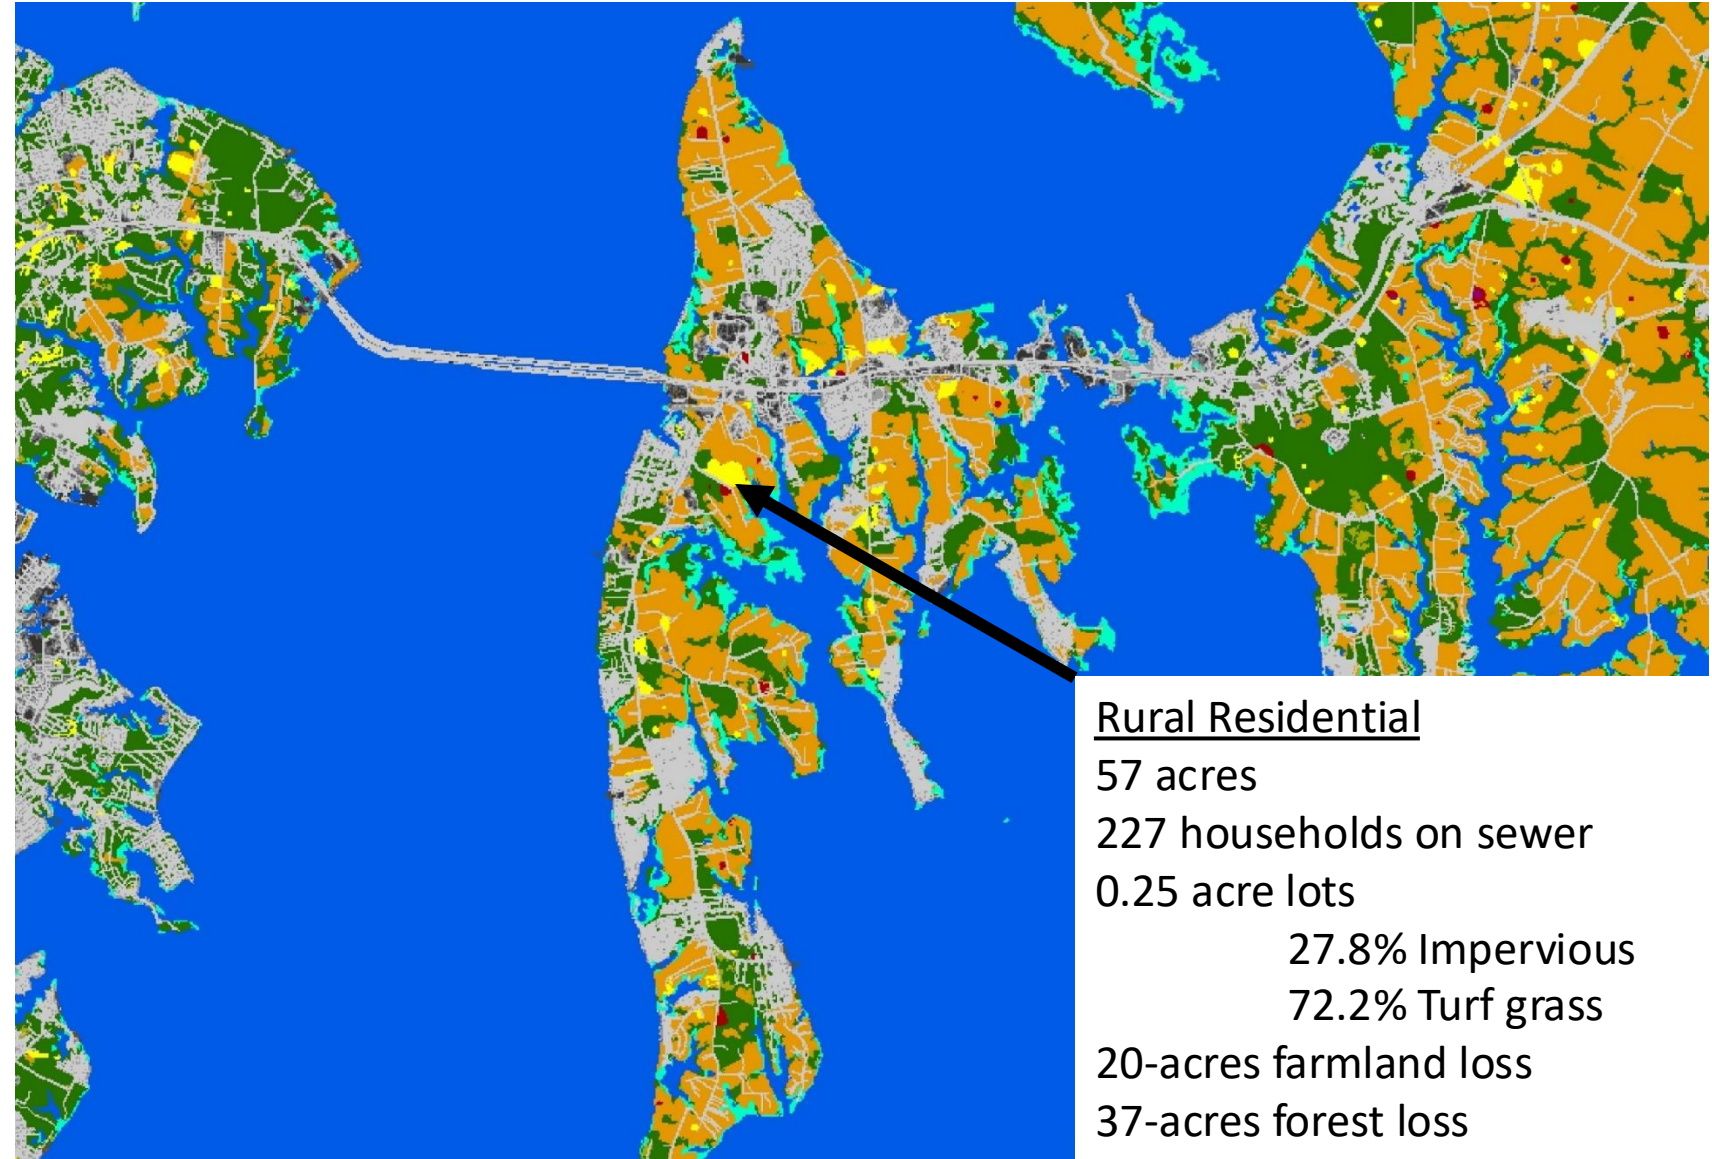 Rural Residential
57 acres
227 households on sewer
0.25 acre lots
27.8% Impervious
72.2% Turf grass
20-acres farmland loss
37-acres forest loss